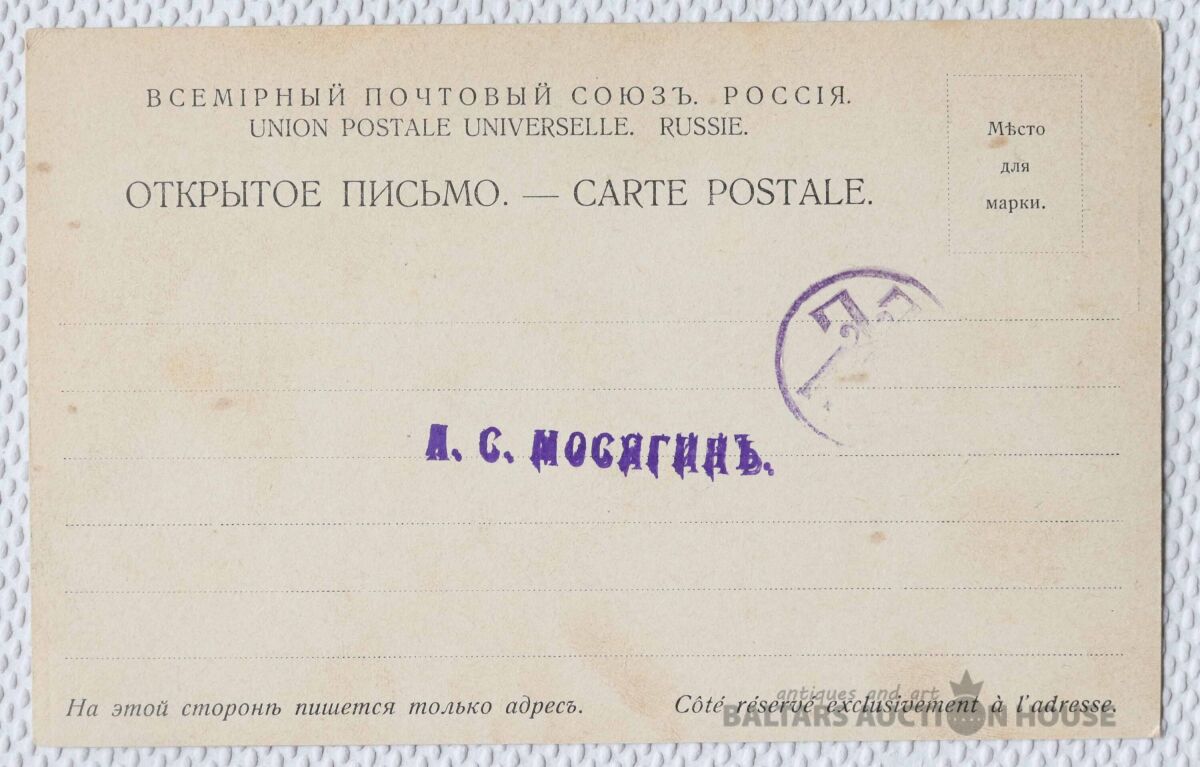 ВСЕМІРНЫЙ ПОЧТОВЫЙ СОЮЗЪ. РОССІЯ.
UNION POSTALE UNIVERSELLE. RUSSIE.
ОТКРЫТОЕ ПИСЬМО. — CARTE POSTALE.
Мѣсто
для
марки.
А. С. МОСЯГИНЪ.
На этой сторонѣ пишется только адресъ.
Côté réservé exclusivement à l'adresse.
antiques and art
BALTARS AUCTION HOUSE